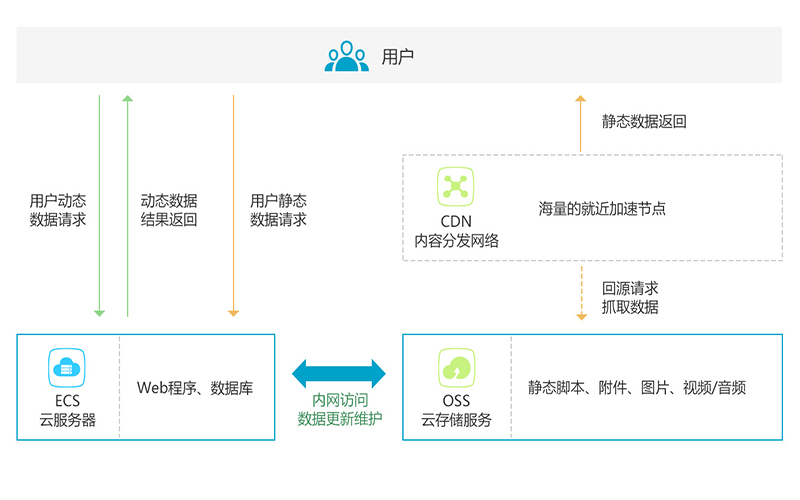 用户
静态数据返回
用户动态
数据请求
动态数据
结果返回
用户静态
数据请求
CDN
内容分发网络
海量的就近加速节点
回源请求
抓取数据
ECS
云服务器
Web程序、数据库
内网访问
数据更新维护
OSS
云存储服务
静态脚本、附件、图片、视频/音频